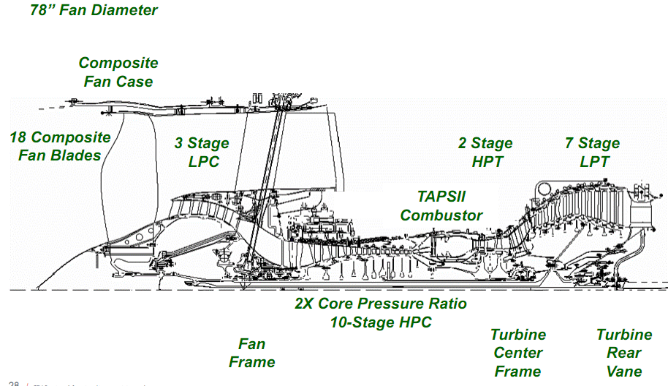 78” Fan Diameter
Composite
Fan Case
18 Composite
Fan Blades
3 Stage
LPC
2 Stage
HPT
7 Stage
LPT
TAPSII
Combustor
2X Core Pressure Ratio
10-Stage HPC
Fan
Frame
Turbine
Center
Frame
Turbine
Rear
Vane